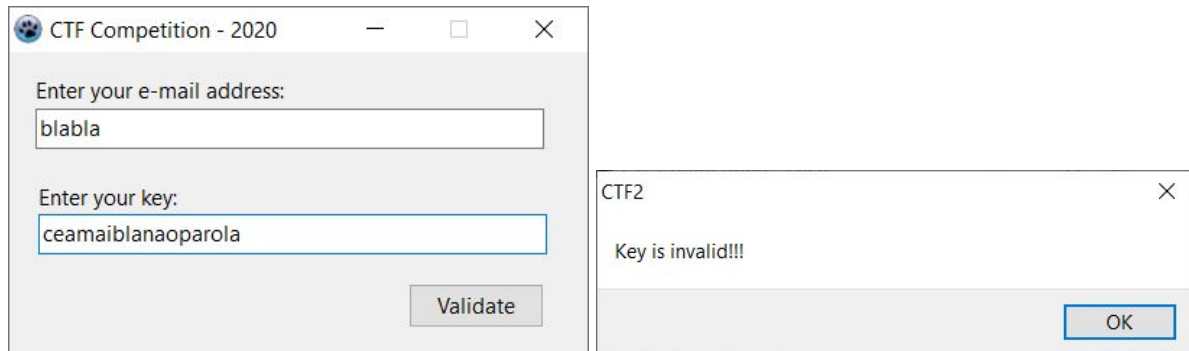 CTF Competition - 2020
Enter your e-mail address:
blabla
Enter your key:
ceamaiblanaoparola
Validate
CTF2
Key is invalid!!!
OK